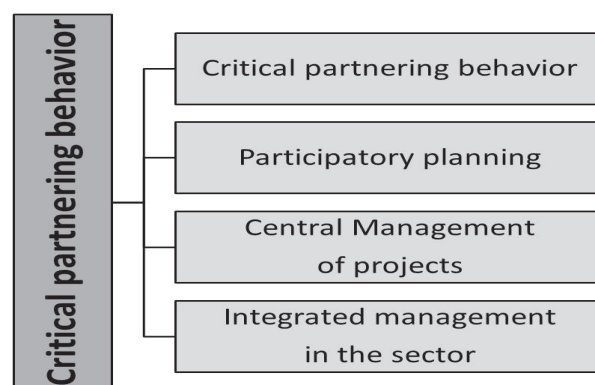 Critical partnering behavior
Critical partnering behavior
Participatory planning
Central Management
of projects
Integrated management
in the sector